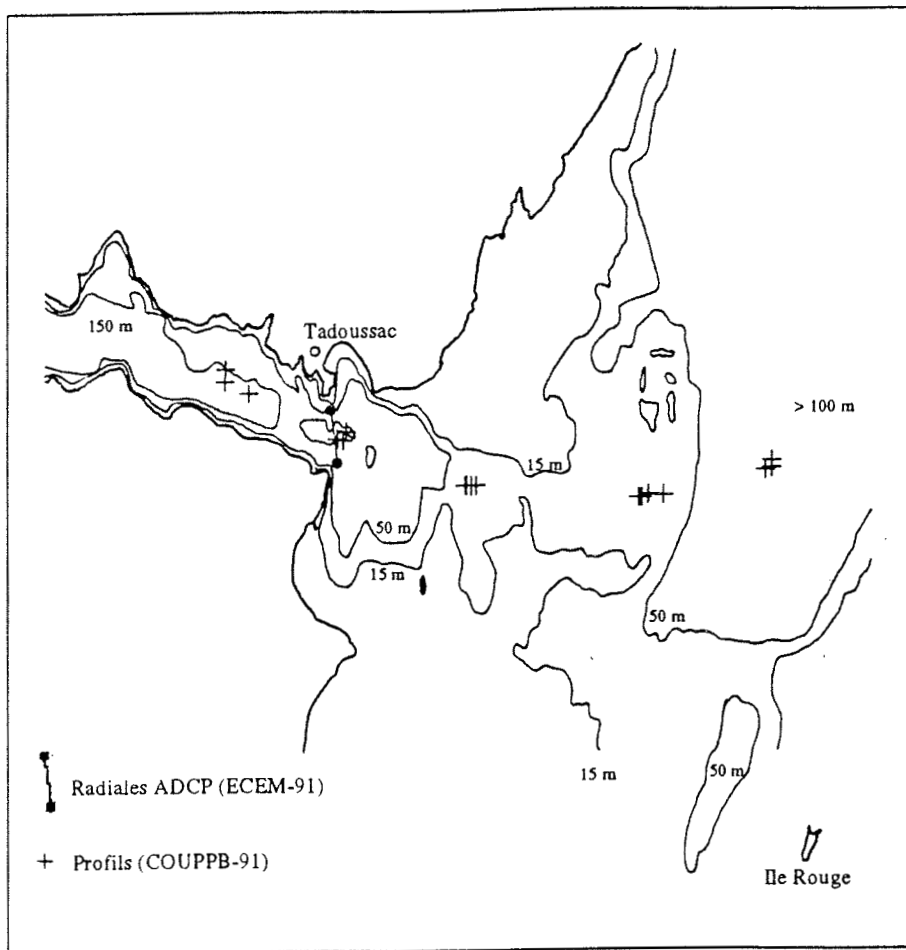 Tadoussac
150 m
> 100 m
15 m
50 m
15 m
50 m
15 m
50 m
Radiales ADCP (ECEM-91)
Profils (COUPPB-91)
Ile Rouge